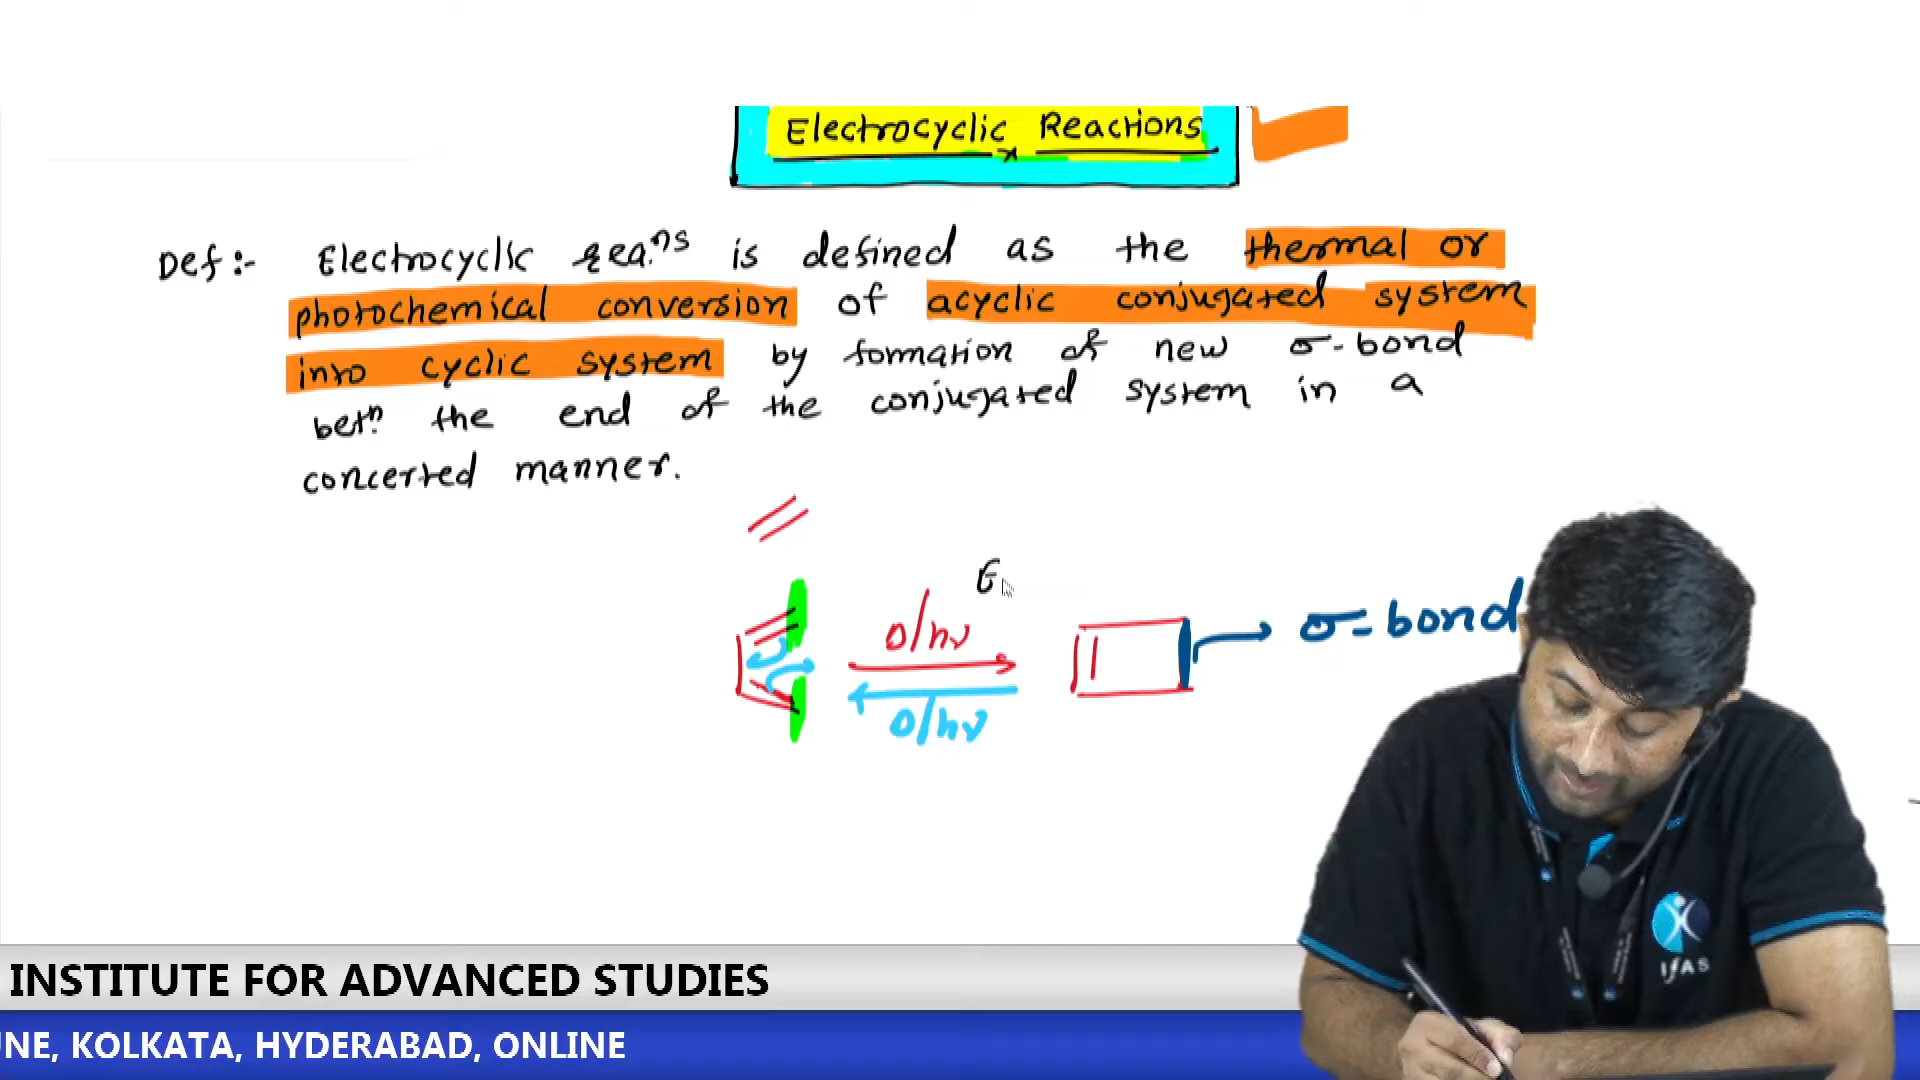 Electrocyclic Reactions
Def:- Electrocyclic reaⁿs is defined as the thermal or
photochemical conversion of acyclic conjugated system
into cyclic system by formation of new σ-bond
betⁿ the end of the conjugated system in a
concerted manner.
E
Δ/hν
σ-bond
Δ/hν
IFAS
INSTITUTE FOR ADVANCED STUDIES
UNE, KOLKATA, HYDERABAD, ONLINE